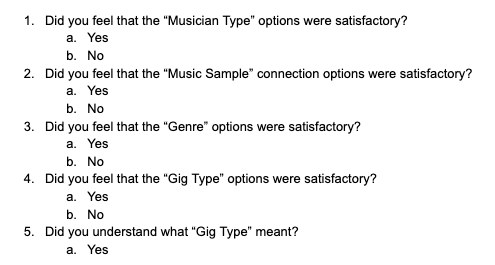 1. Did you feel that the “Musician Type” options were satisfactory?
a. Yes
b. No
2. Did you feel that the “Music Sample” connection options were satisfactory?
a. Yes
b. No
3. Did you feel that the “Genre” options were satisfactory?
a. Yes
b. No
4. Did you feel that the “Gig Type” options were satisfactory?
a. Yes
b. No
5. Did you understand what “Gig Type” meant?
a. Yes